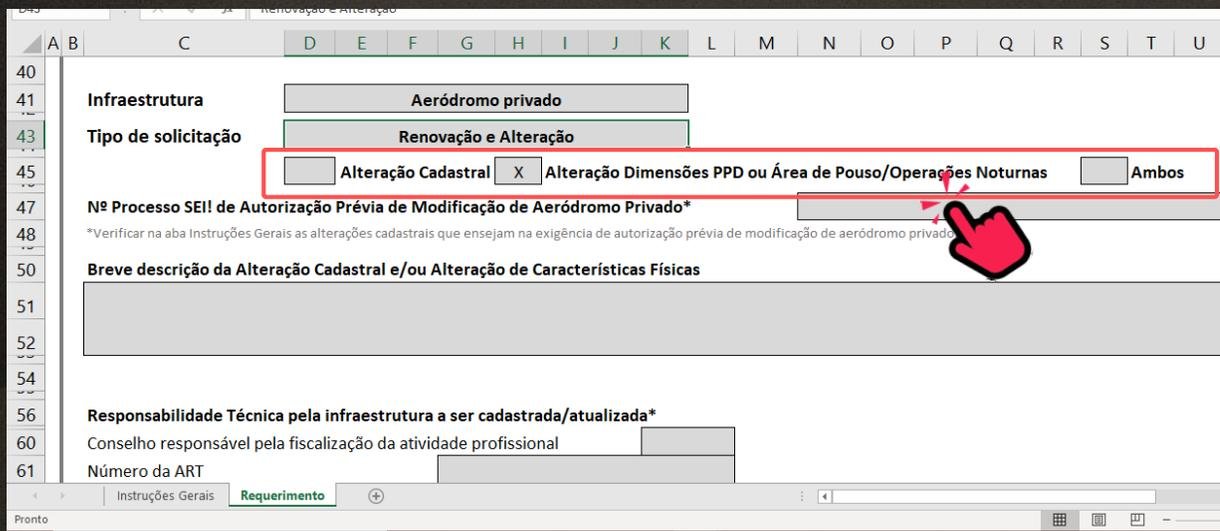 D43 fx Renovação e Alteração
A B C D E F G H I J K L M N O P Q R S T U
40
41 Infraestrutura Aeródromo privado
43 Tipo de solicitação Renovação e Alteração
45 Alteração Cadastral X Alteração Dimensões PPD ou Área de Pouso/Operações Noturnas Ambos
47 Nº Processo SEI! de Autorização Prévia de Modificação de Aeródromo Privado*
48 *Verificar na aba Instruções Gerais as alterações cadastrais que ensejam na exigência de autorização prévia de modificação de aeródromo privado
50 Breve descrição da Alteração Cadastral e/ou Alteração de Características Físicas
51
52
54
56 Responsabilidade Técnica pela infraestrutura a ser cadastrada/atualizada*
60 Conselho responsável pela fiscalização da atividade profissional
61 Número da ART
Instruções Gerais Requerimento
Pronto